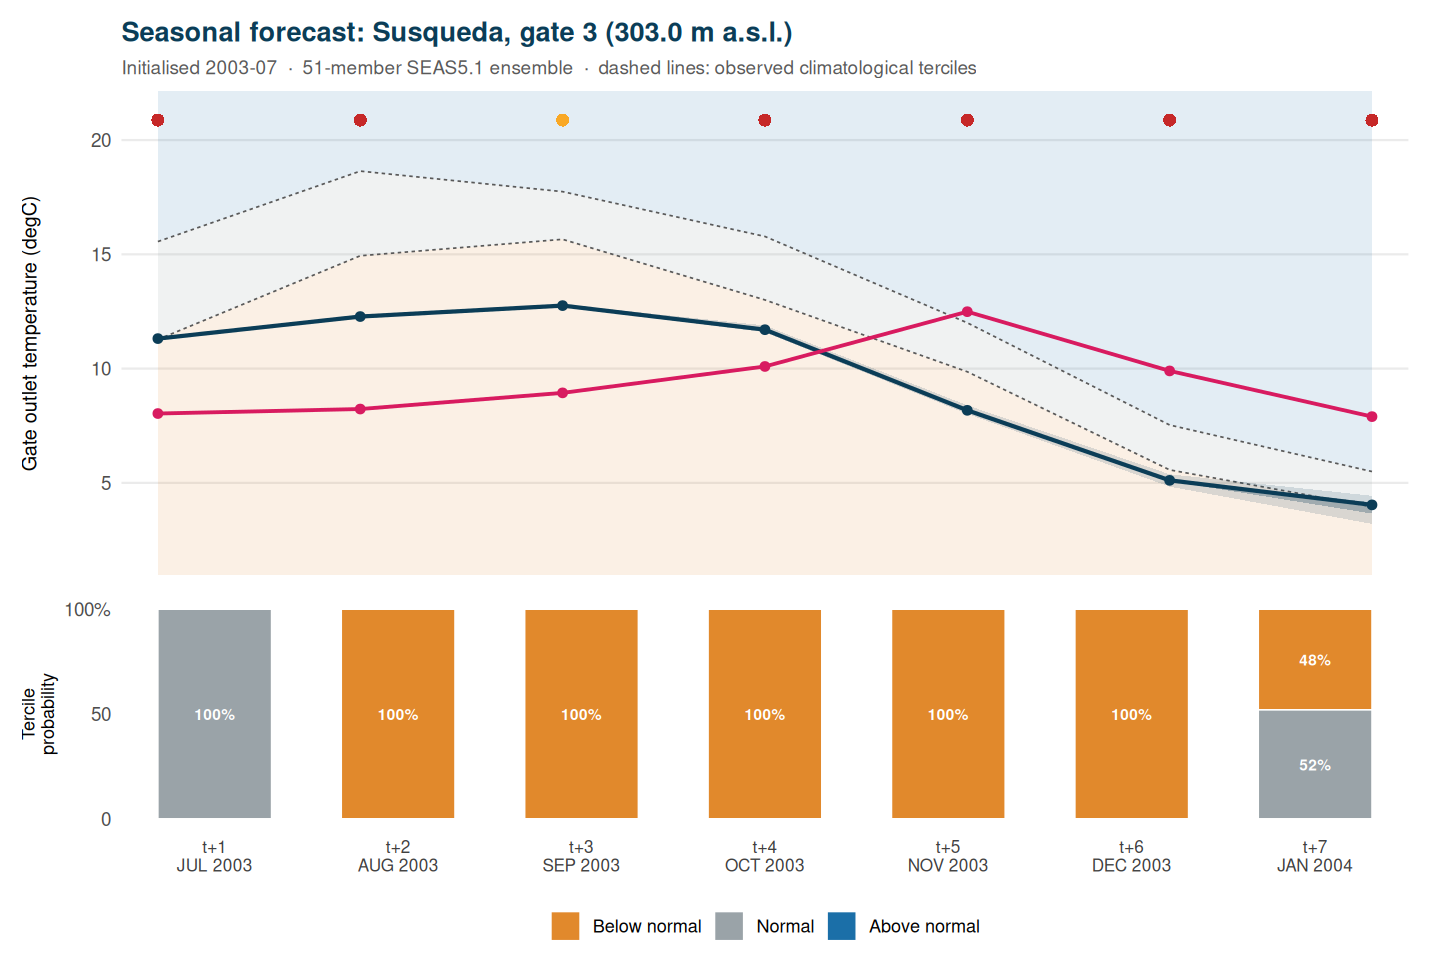 Seasonal forecast: Susqueda, gate 3 (303.0 m a.s.l.)
Initialised 2003-07 · 51-member SEAS5.1 ensemble · dashed lines: observed climatological terciles
Gate outlet temperature (degC)
20
15
10
5
Tercile
probability
100%
50
0
100%
100%
100%
100%
100%
100%
48%
52%
t+1
JUL 2003
t+2
AUG 2003
t+3
SEP 2003
t+4
OCT 2003
t+5
NOV 2003
t+6
DEC 2003
t+7
JAN 2004
Below normal
Normal
Above normal